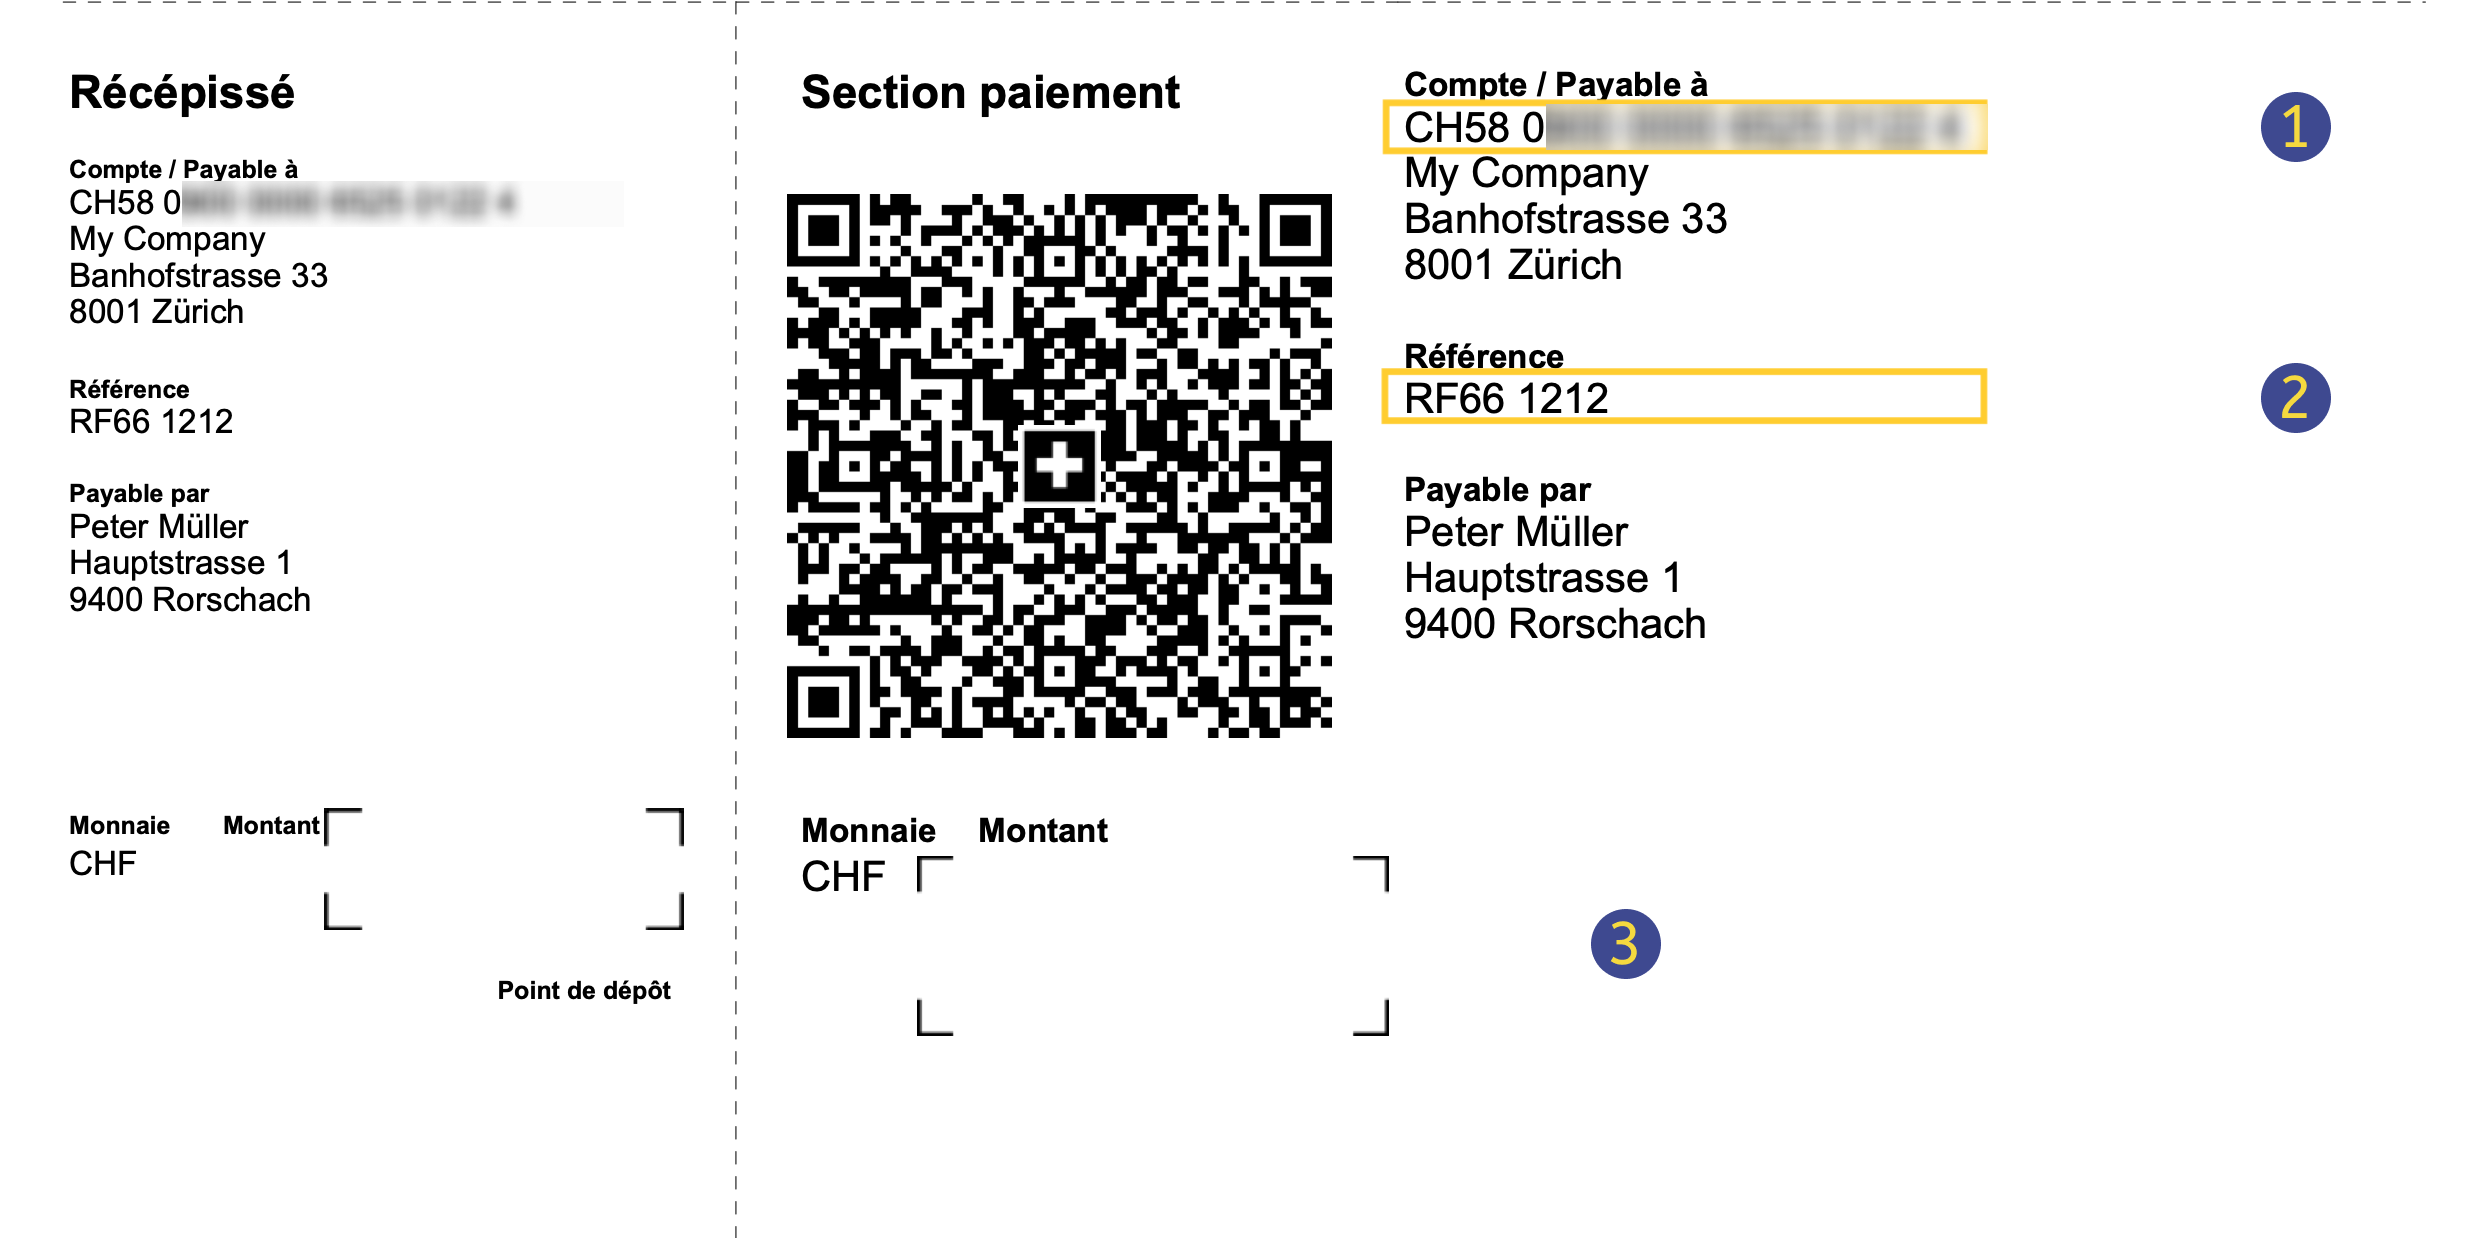 Récépissé
Compte / Payable à
CH58 0
My Company
Banhofstrasse 33
8001 Zürich
Référence
RF66 1212
Payable par
Peter Müller
Hauptstrasse 1
9400 Rorschach
Monnaie Montant
CHF
Point de dépôt
Section paiement
Monnaie Montant
CHF
Compte / Payable à
CH58 0
My Company
Banhofstrasse 33
8001 Zürich
Référence
RF66 1212
Payable par
Peter Müller
Hauptstrasse 1
9400 Rorschach
1
2
3